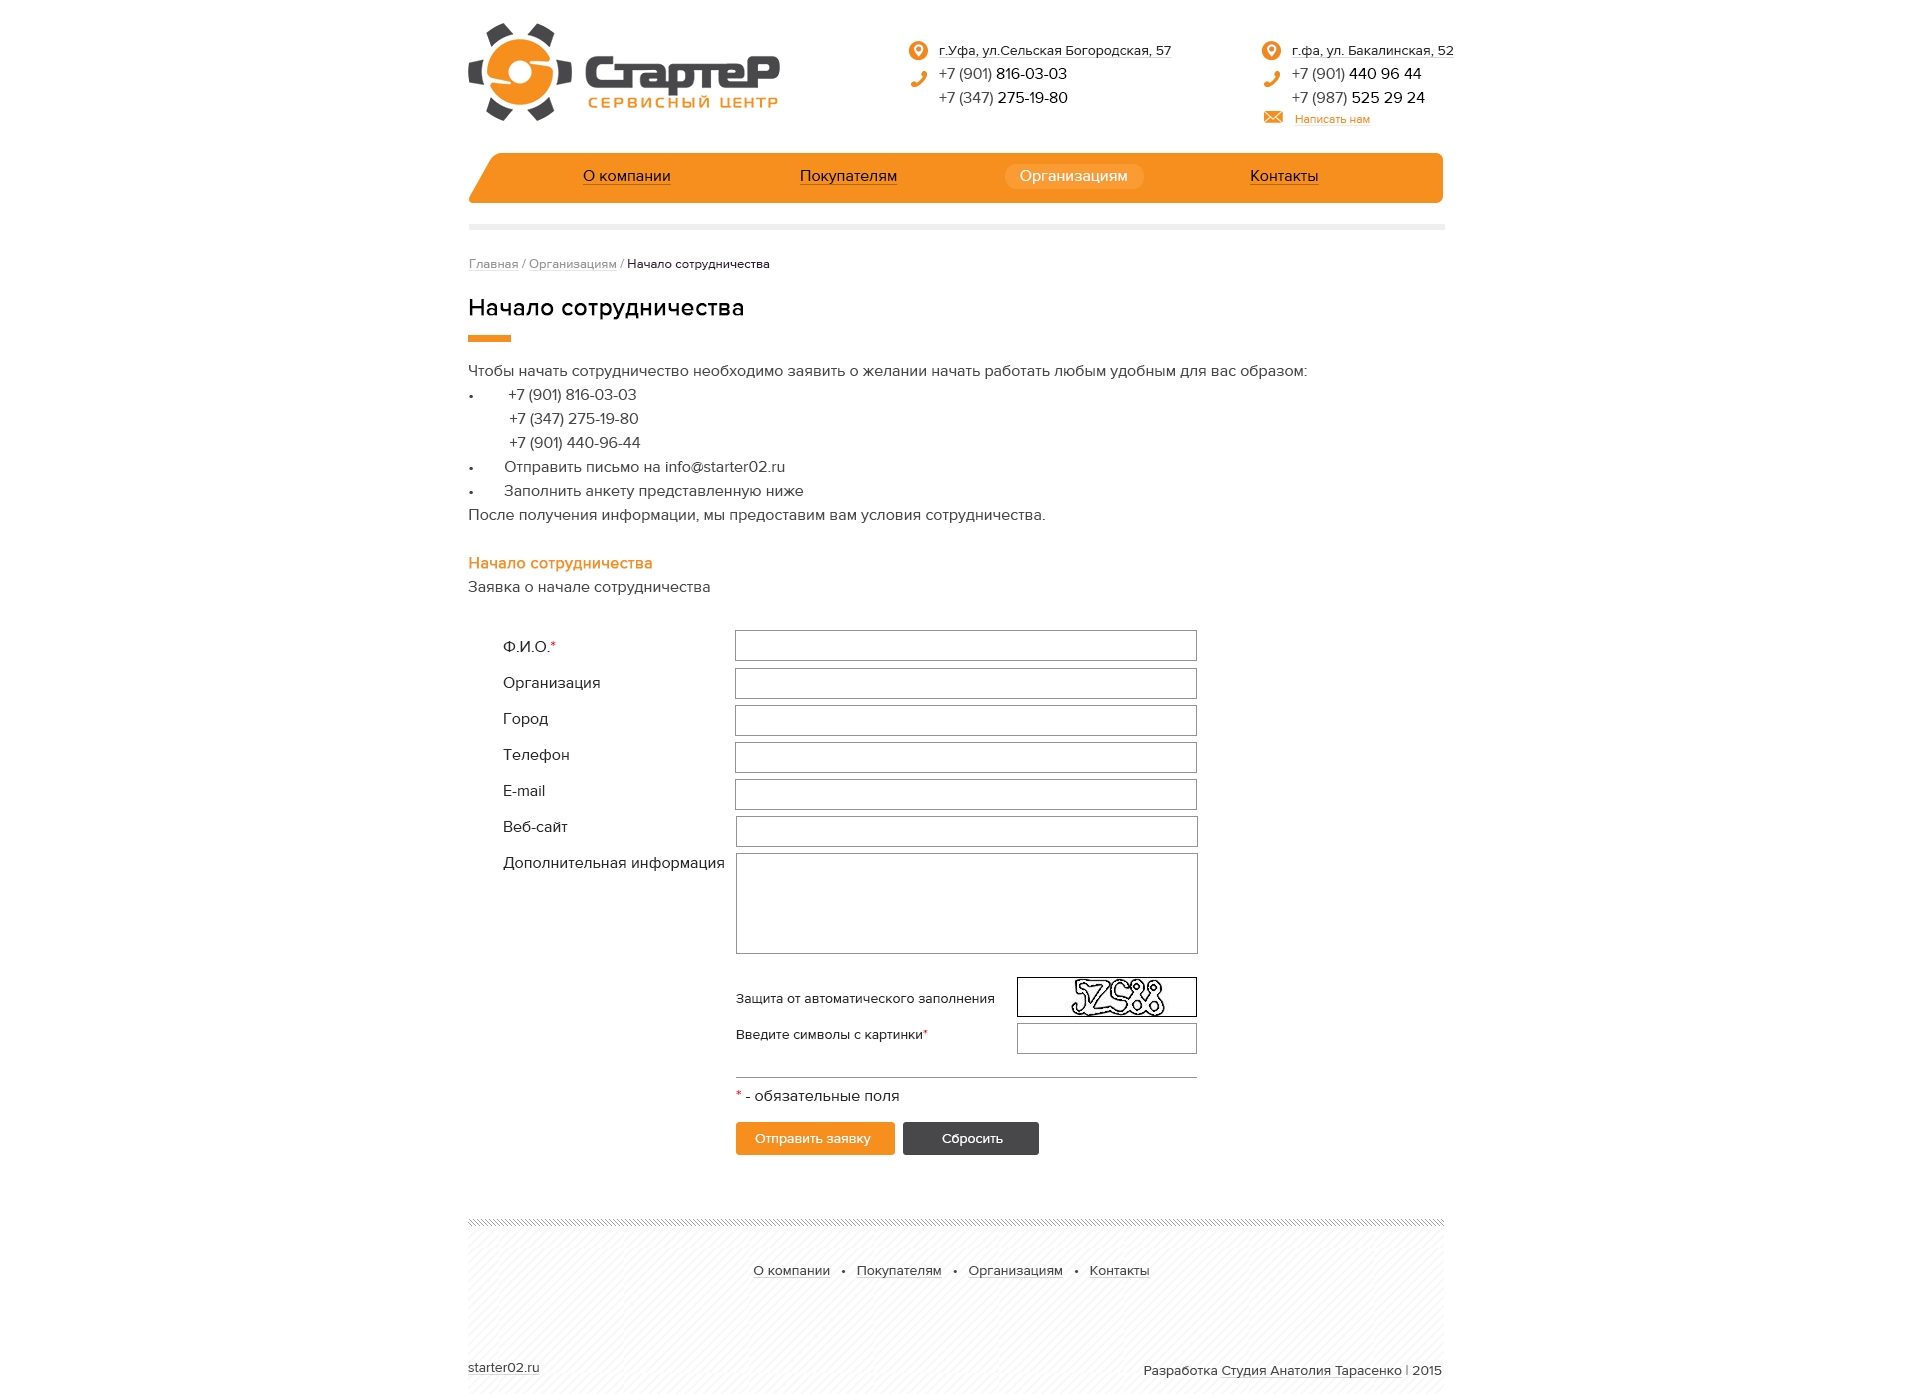 СтартеР
СЕРВИСНЫЙ ЦЕНТР
г.Уфа, ул.Сельская Богородская, 57
+7 (901) 816-03-03
+7 (347) 275-19-80
г.фа, ул. Бакалинская, 52
+7 (901) 440 96 44
+7 (987) 525 29 24
Написать нам
О компании
Покупателям
Организациям
Контакты
Главная / Организациям / Начало сотрудничества
Начало сотрудничества
Чтобы начать сотрудничество необходимо заявить о желании начать работать любым удобным для вас образом:
• +7 (901) 816-03-03
+7 (347) 275-19-80
+7 (901) 440-96-44
• Отправить письмо на info@starter02.ru
• Заполнить анкету представленную ниже
После получения информации, мы предоставим вам условия сотрудничества.
Начало сотрудничества
Заявка о начале сотрудничества
Ф.И.О.*
Организация
Город
Телефон
E-mail
Веб-сайт
Дополнительная информация
Защита от автоматического заполнения
JZS88
Введите символы с картинки*
* - обязательные поля
Отправить заявку
Сбросить
О компании • Покупателям • Организациям • Контакты
starter02.ru
Разработка Студия Анатолия Тарасенко | 2015